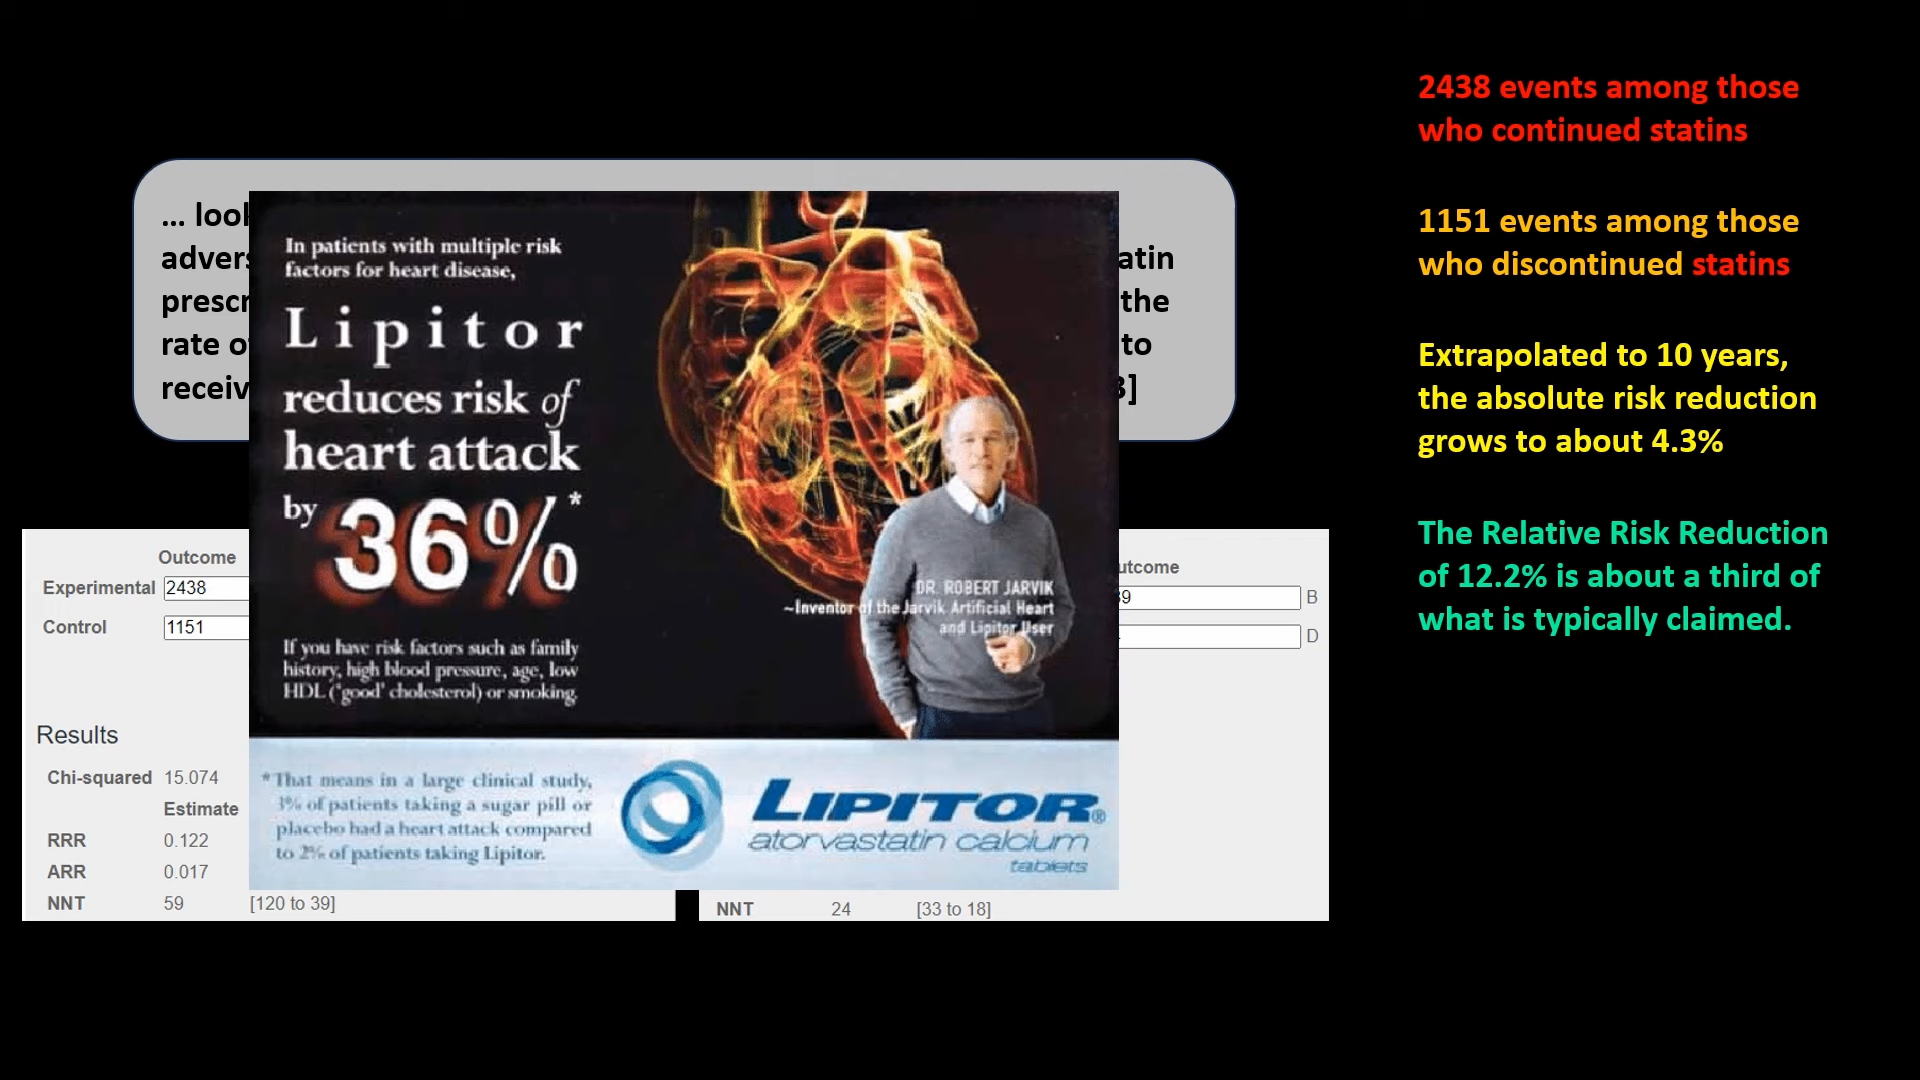 2438 events among those
who continued statins
1151 events among those
who discontinued statins
Extrapolated to 10 years,
the absolute risk reduction
grows to about 4.3%
The Relative Risk Reduction
of 12.2% is about a third of
what is typically claimed.
...
the
rate
to
In patients with multiple risk
factors for heart disease,
Lipitor
reduces risk of
heart attack
by 36%*
If you have risk factors such as family
history, high blood pressure, age, low
HDL ('good' cholesterol) or smoking.
DR. ROBERT JARVIK
~Inventor of the Jarvik Artificial Heart
and Lipitor User
*That means in a large clinical study,
3% of patients taking a sugar pill or
placebo had a heart attack compared
to 2% of patients taking Lipitor.
LIPITOR®
atorvastatin calcium
tablets
Outcome
Experimental 2438
Control 1151
Results
Chi-squared 15.074
Estimate
RRR 0.122
ARR 0.017
NNT 59 [120 to 39]
B
D
NNT 24 [33 to 18]